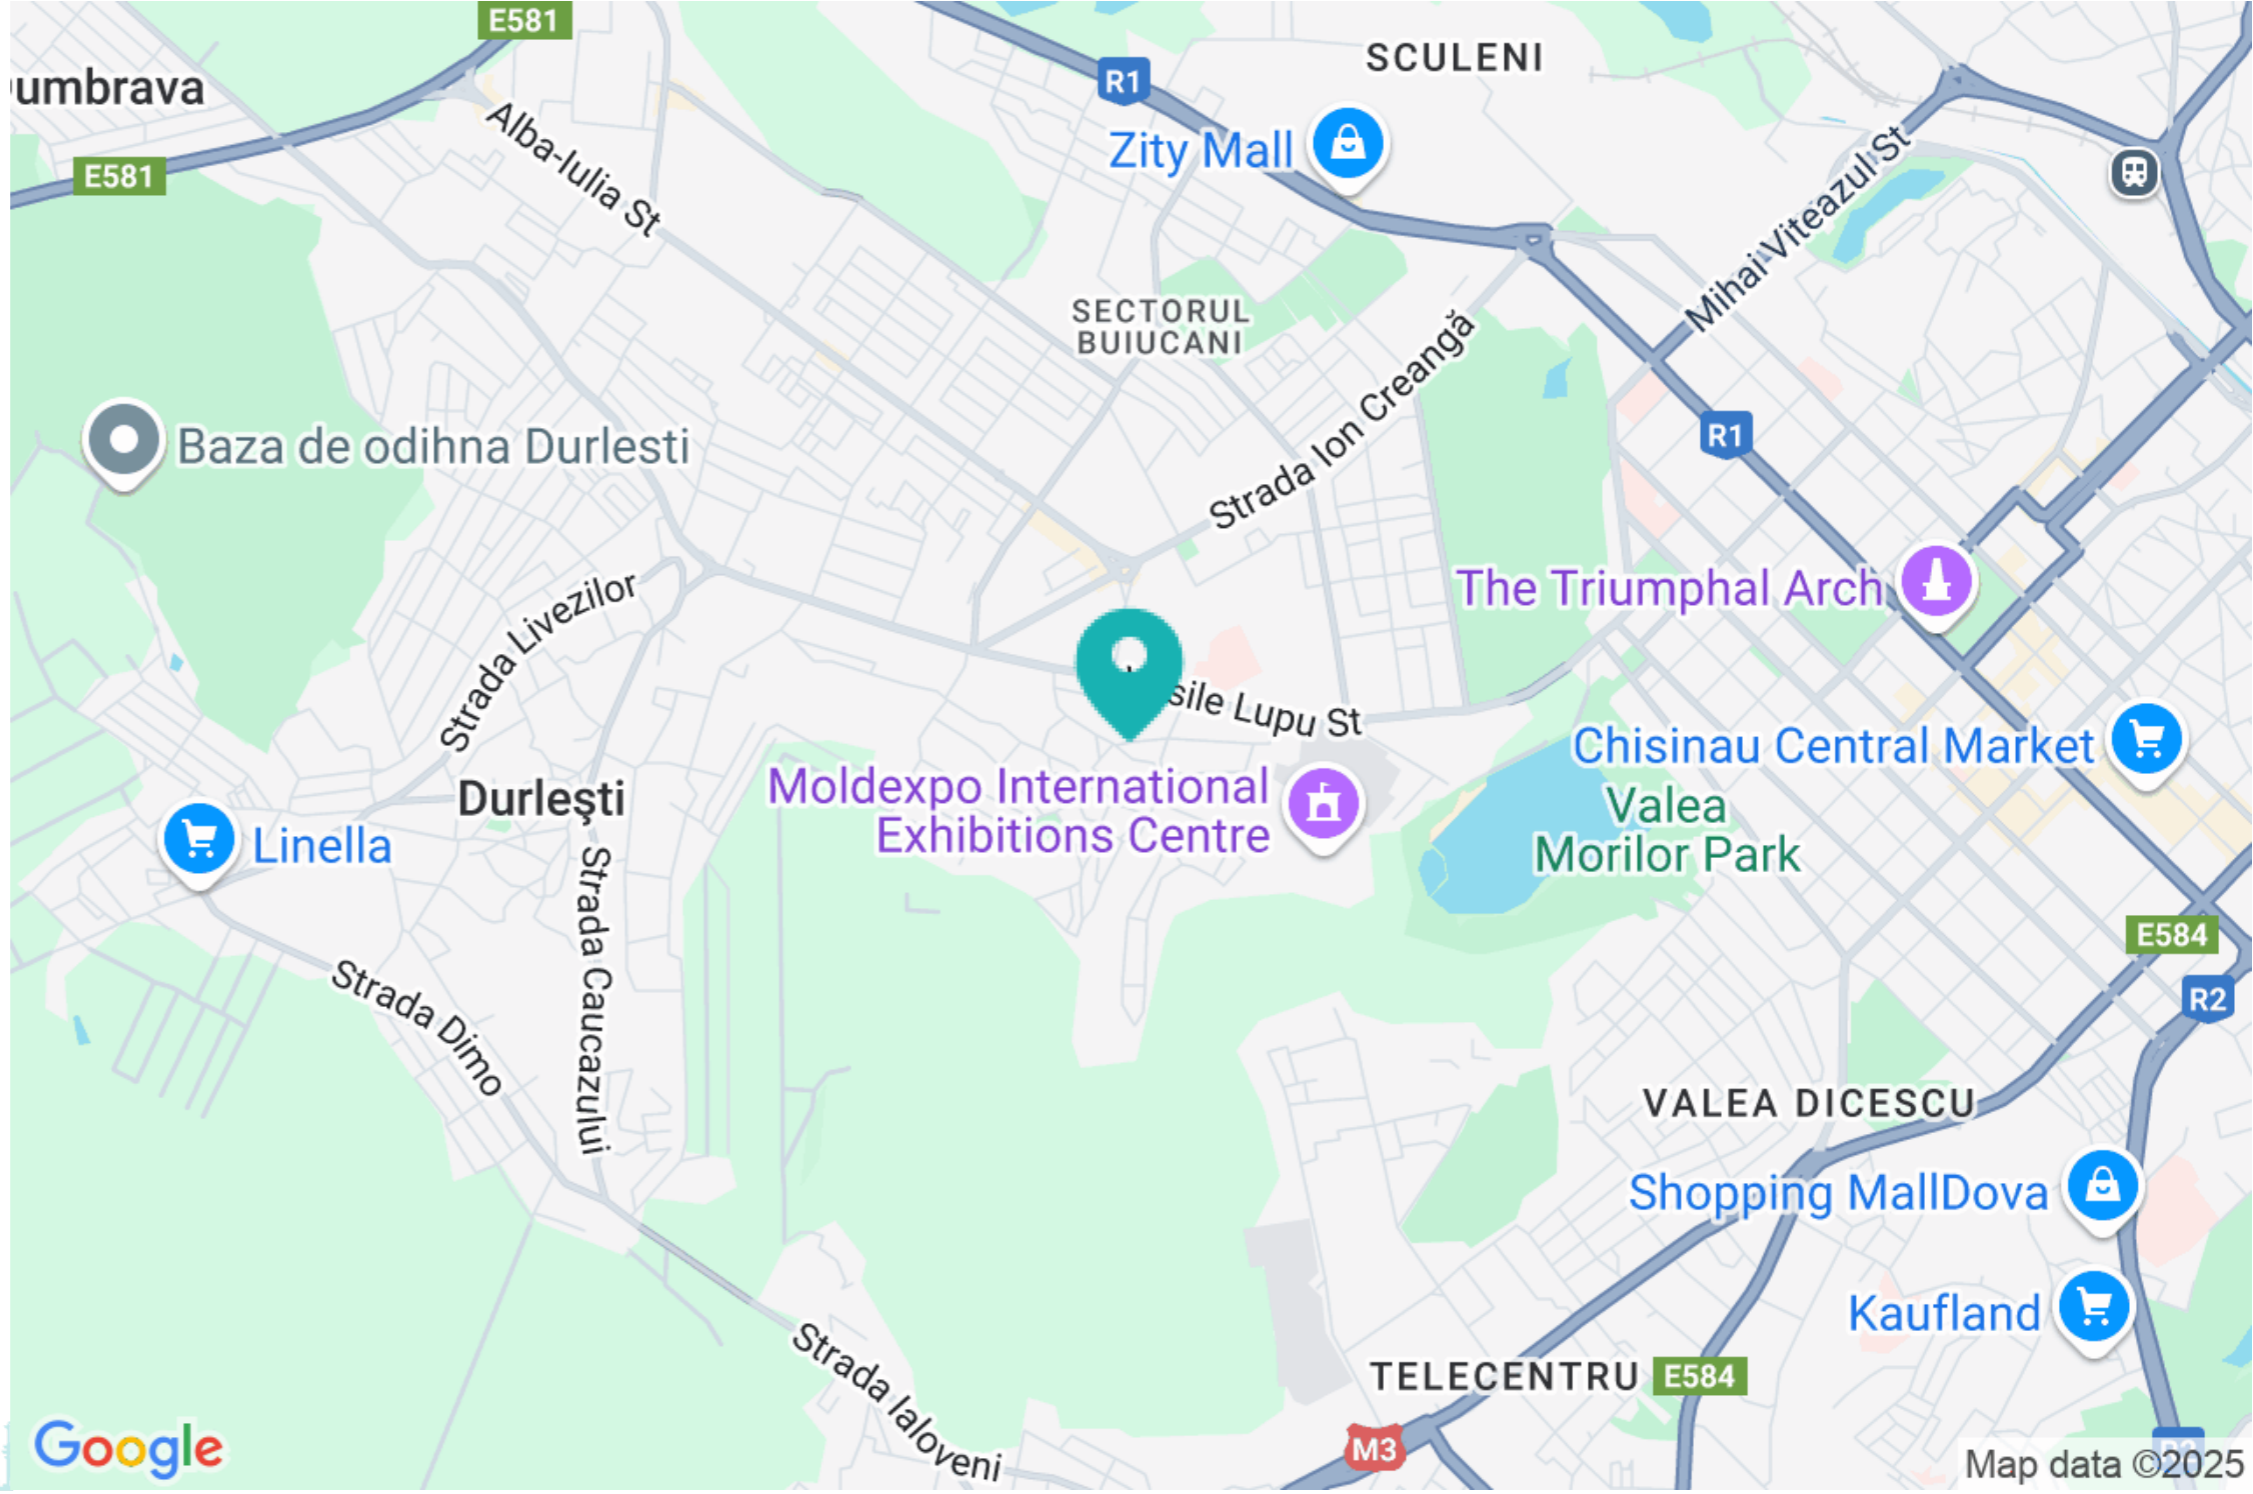 E581
SCULENI
umbrava
R1
Alba-Iulia St
Zity Mall
E581
Mihai Viteazul St
SECTORUL
BUIUCANI
Strada Ion Creangă
Baza de odihna Durlesti
R1
The Triumphal Arch
Strada Livezilor
sile Lupu St
Chisinau Central Market
Moldexpo International
Exhibitions Centre
Durleşti
Valea
Morilor Park
Linella
Strada Caucazului
E584
R2
Strada Dimo
VALEA DICESCU
Shopping MallDova
Kaufland
Strada Ialoveni
TELECENTRU
E584
M3
Google
Map data ©2025